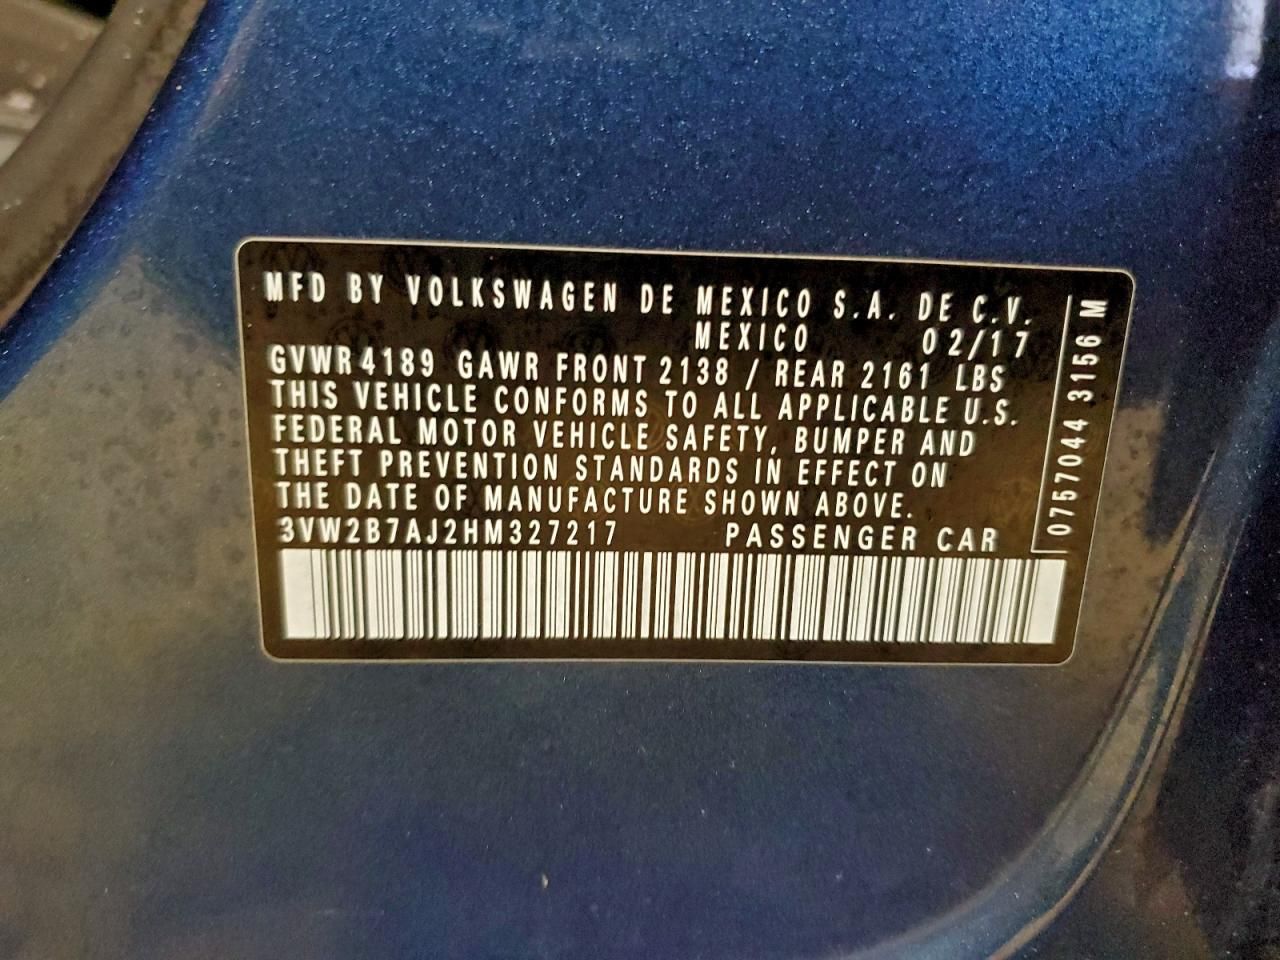 MFD BY VOLKSWAGEN DE MEXICO S.A. DE C.V.
MEXICO 02/17
GVWR 4189 GAWR FRONT 2138 / REAR 2161 LBS
THIS VEHICLE CONFORMS TO ALL APPLICABLE U.S.
FEDERAL MOTOR VEHICLE SAFETY, BUMPER AND
THEFT PREVENTION STANDARDS IN EFFECT ON
THE DATE OF MANUFACTURE SHOWN ABOVE.
3VW2B7AJ2HM327217 PASSENGER CAR
0757044 3156 M